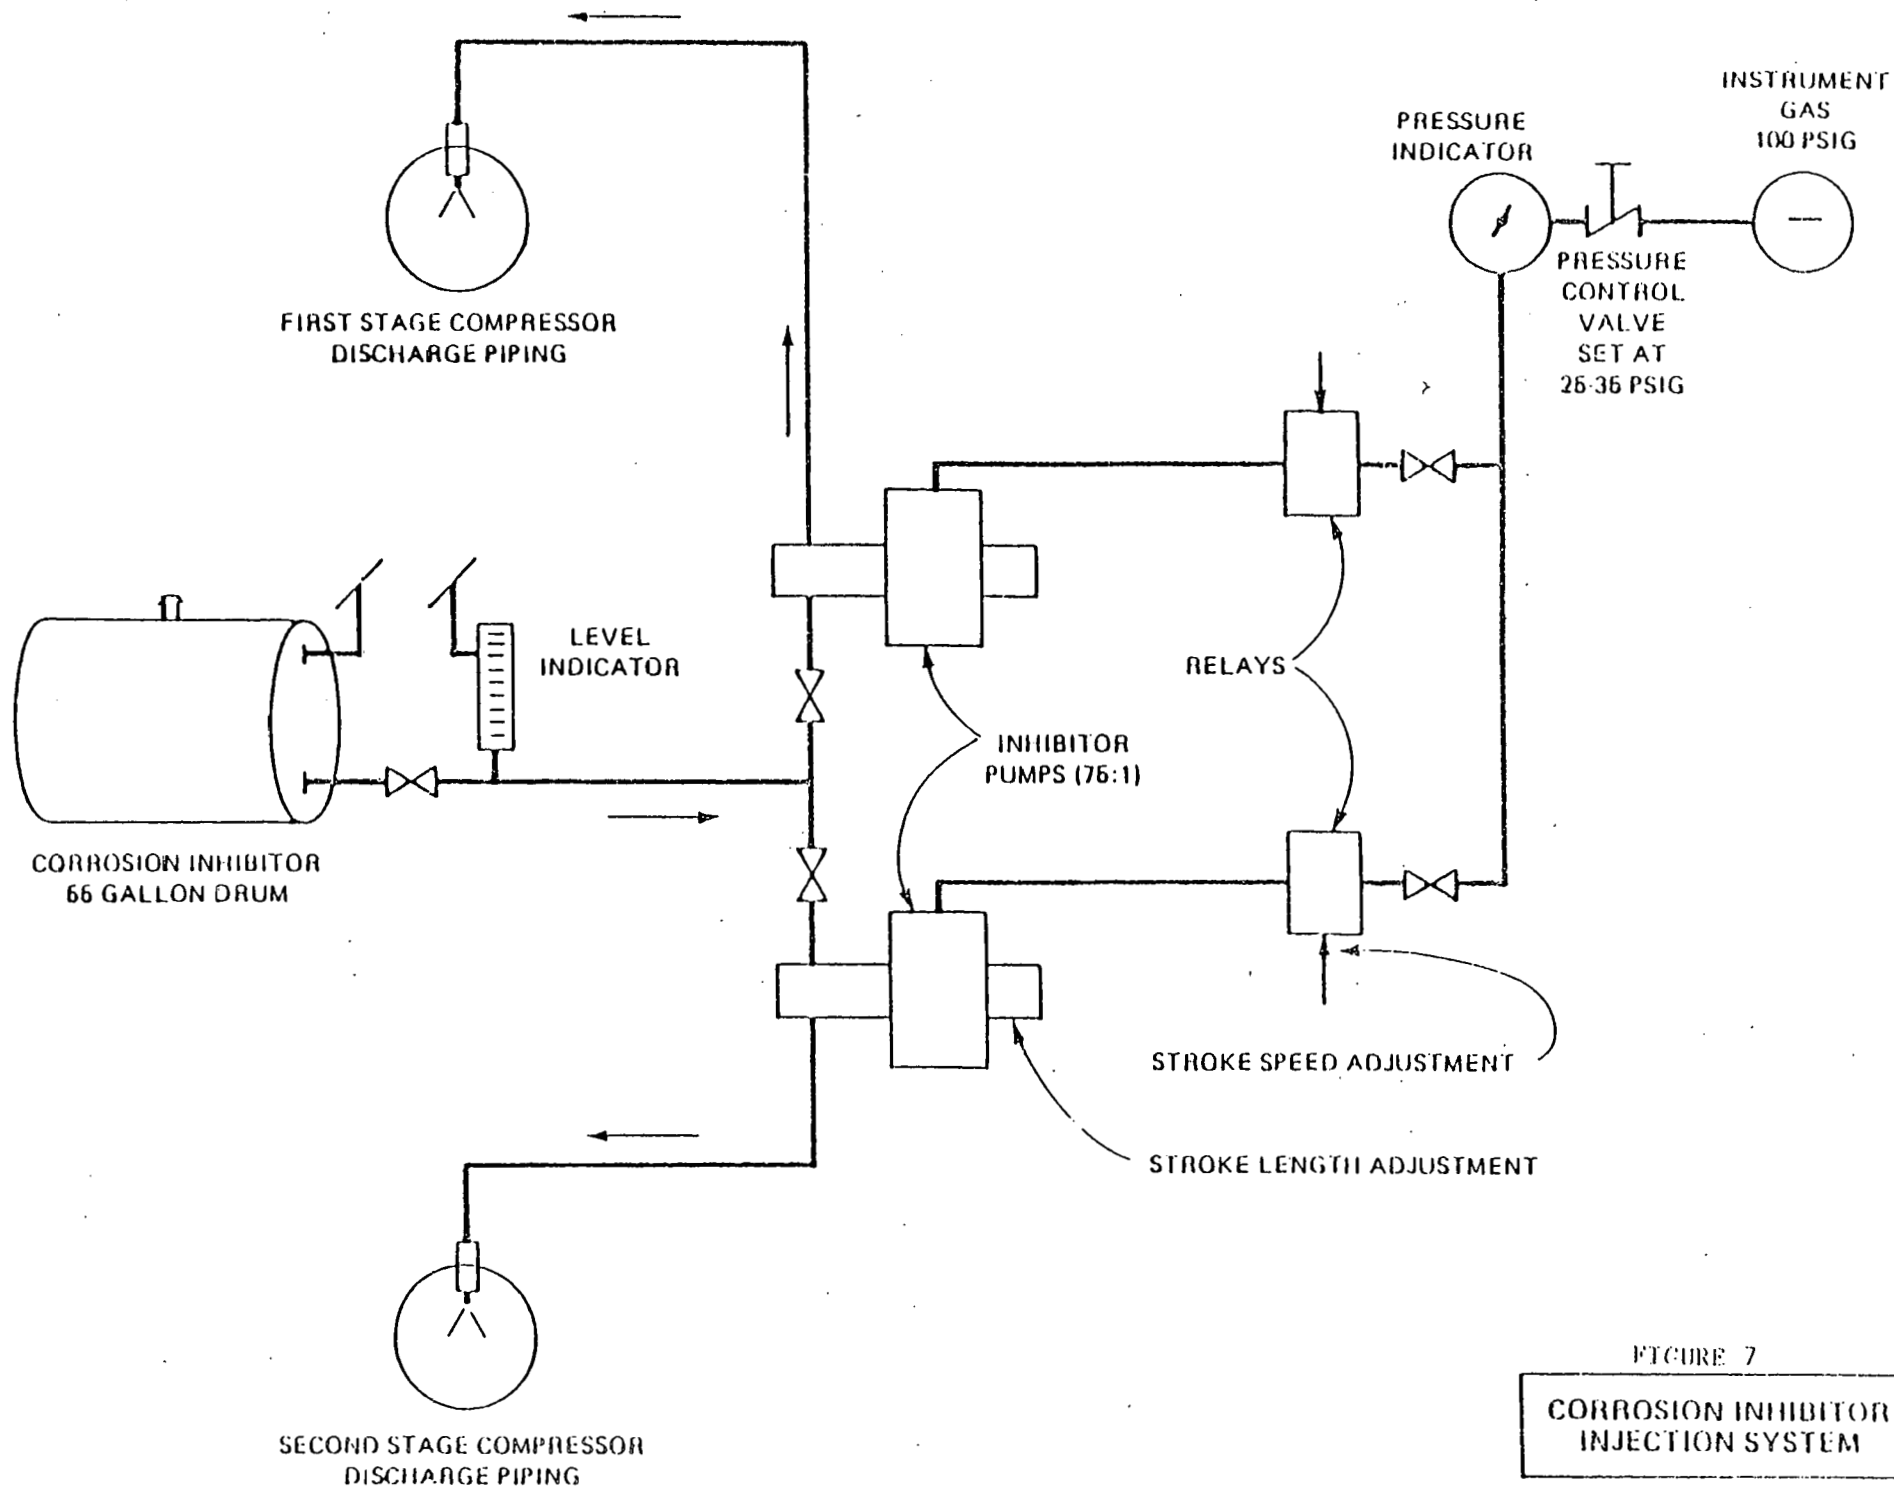 INSTRUMENT
GAS
100 PSIG
PRESSURE
INDICATOR
PRESSURE
CONTROL
VALVE
SET AT
25-35 PSIG
FIRST STAGE COMPRESSOR
DISCHARGE PIPING
LEVEL
INDICATOR
RELAYS
INHIBITOR
PUMPS (75:1)
CORROSION INHIBITOR
55 GALLON DRUM
STROKE SPEED ADJUSTMENT
STROKE LENGTH ADJUSTMENT
SECOND STAGE COMPRESSOR
DISCHARGE PIPING
FIGURE 7
CORROSION INHIBITOR
INJECTION SYSTEM